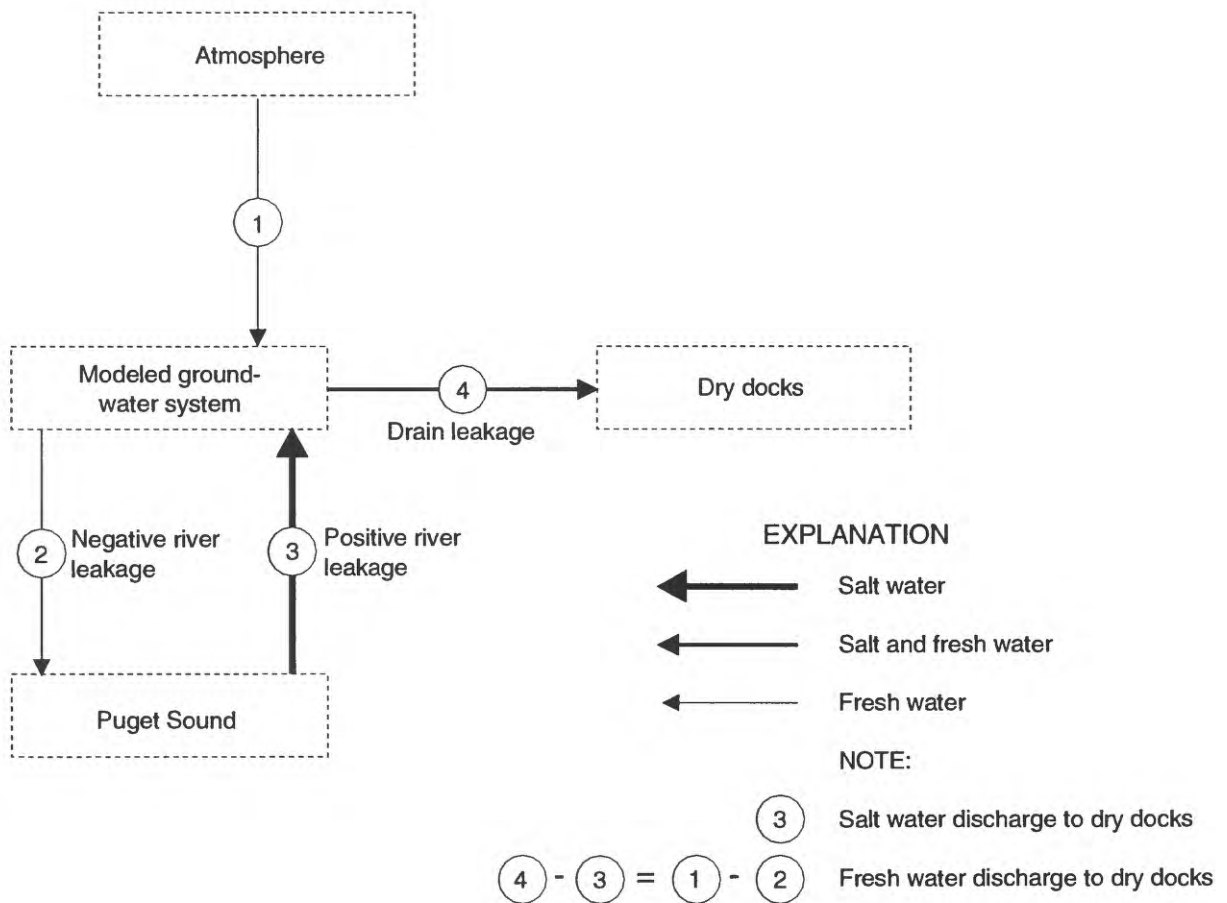 Atmosphere
1
Modeled ground-
water system
4
Drain leakage
Dry docks
2
Negative river
leakage
3
Positive river
leakage
Puget Sound
EXPLANATION
Salt water
Salt and fresh water
Fresh water
NOTE:
3 Salt water discharge to dry docks
4 - 3 = 1 - 2 Fresh water discharge to dry docks